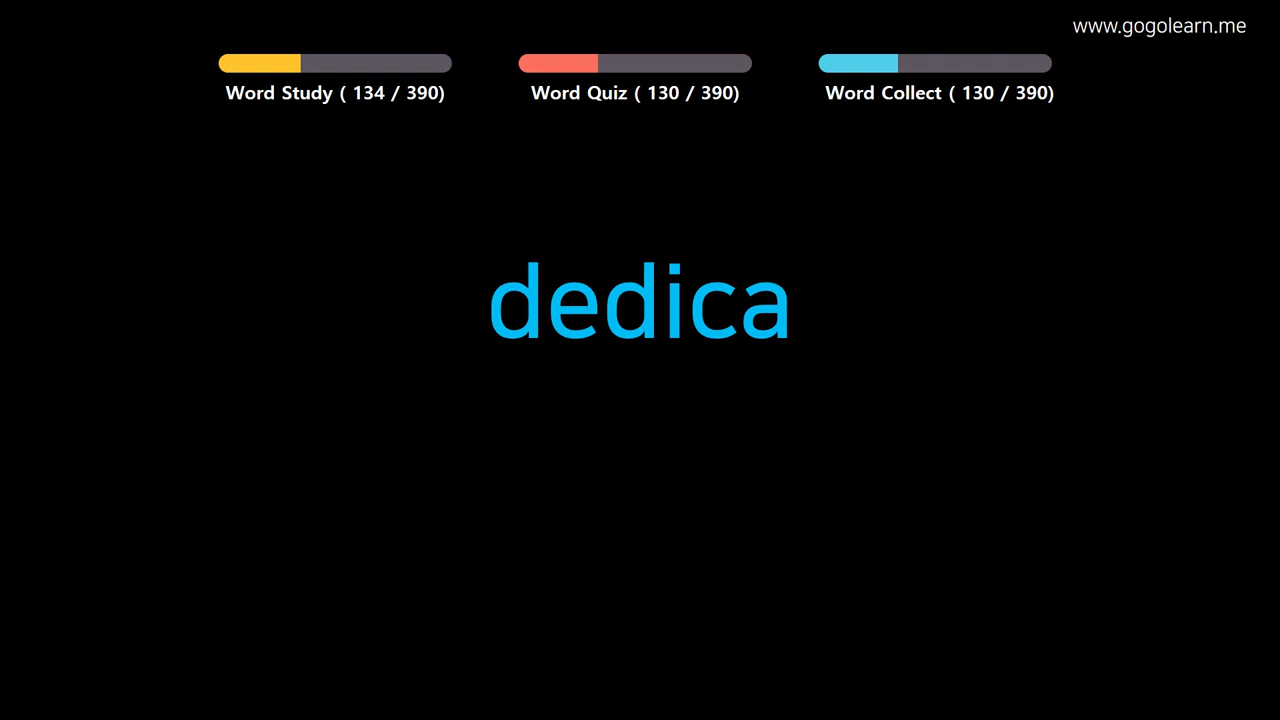 www.gogolearn.me
Word Study ( 134 / 390)
Word Quiz ( 130 / 390)
Word Collect ( 130 / 390)
dedica